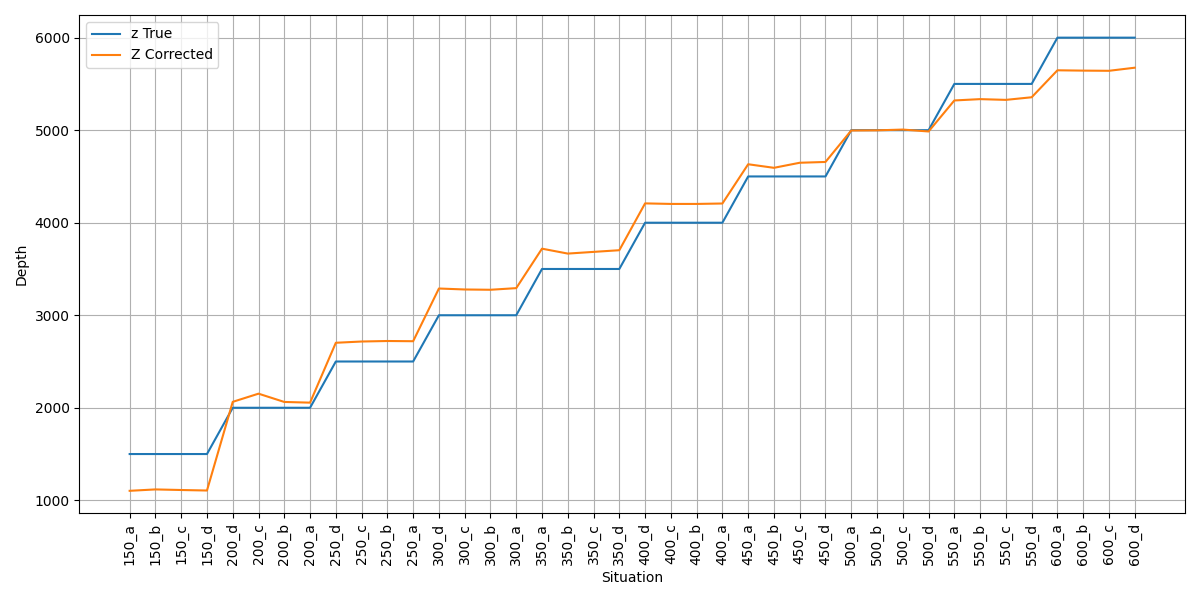 z True
Z Corrected
6000
5000
4000
3000
2000
1000
Depth
150_a
150_b
150_c
150_d
200_d
200_c
200_b
200_a
250_d
250_c
250_b
250_a
300_d
300_c
300_b
300_a
350_a
350_b
350_c
350_d
400_d
400_c
400_b
400_a
450_a
450_b
450_c
450_d
500_a
500_b
500_c
500_d
550_a
550_b
550_c
550_d
600_a
600_b
600_c
600_d
Situation